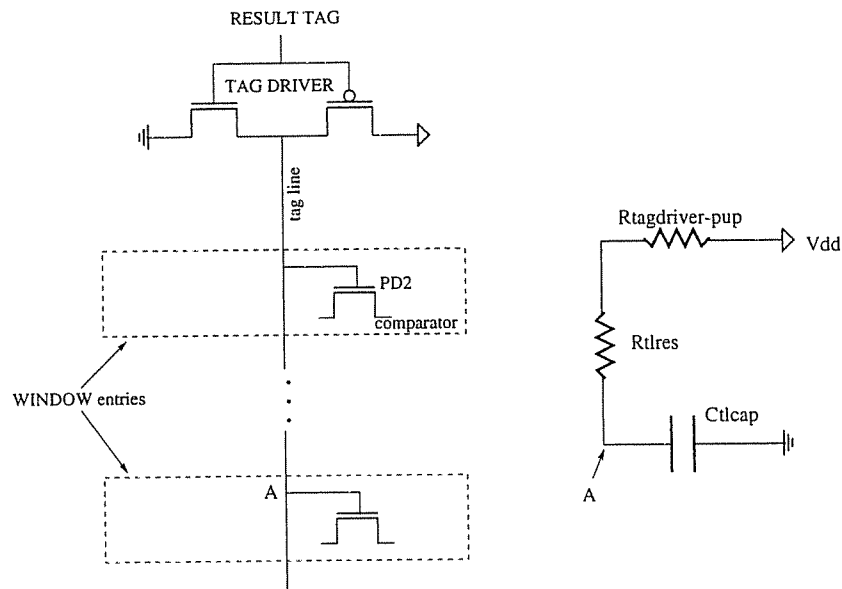 RESULT TAG
TAG DRIVER
tag line
PD2
comparator
WINDOW entries
A
Rtagdriver-pup
Vdd
Rtlres
Ctlcap
A